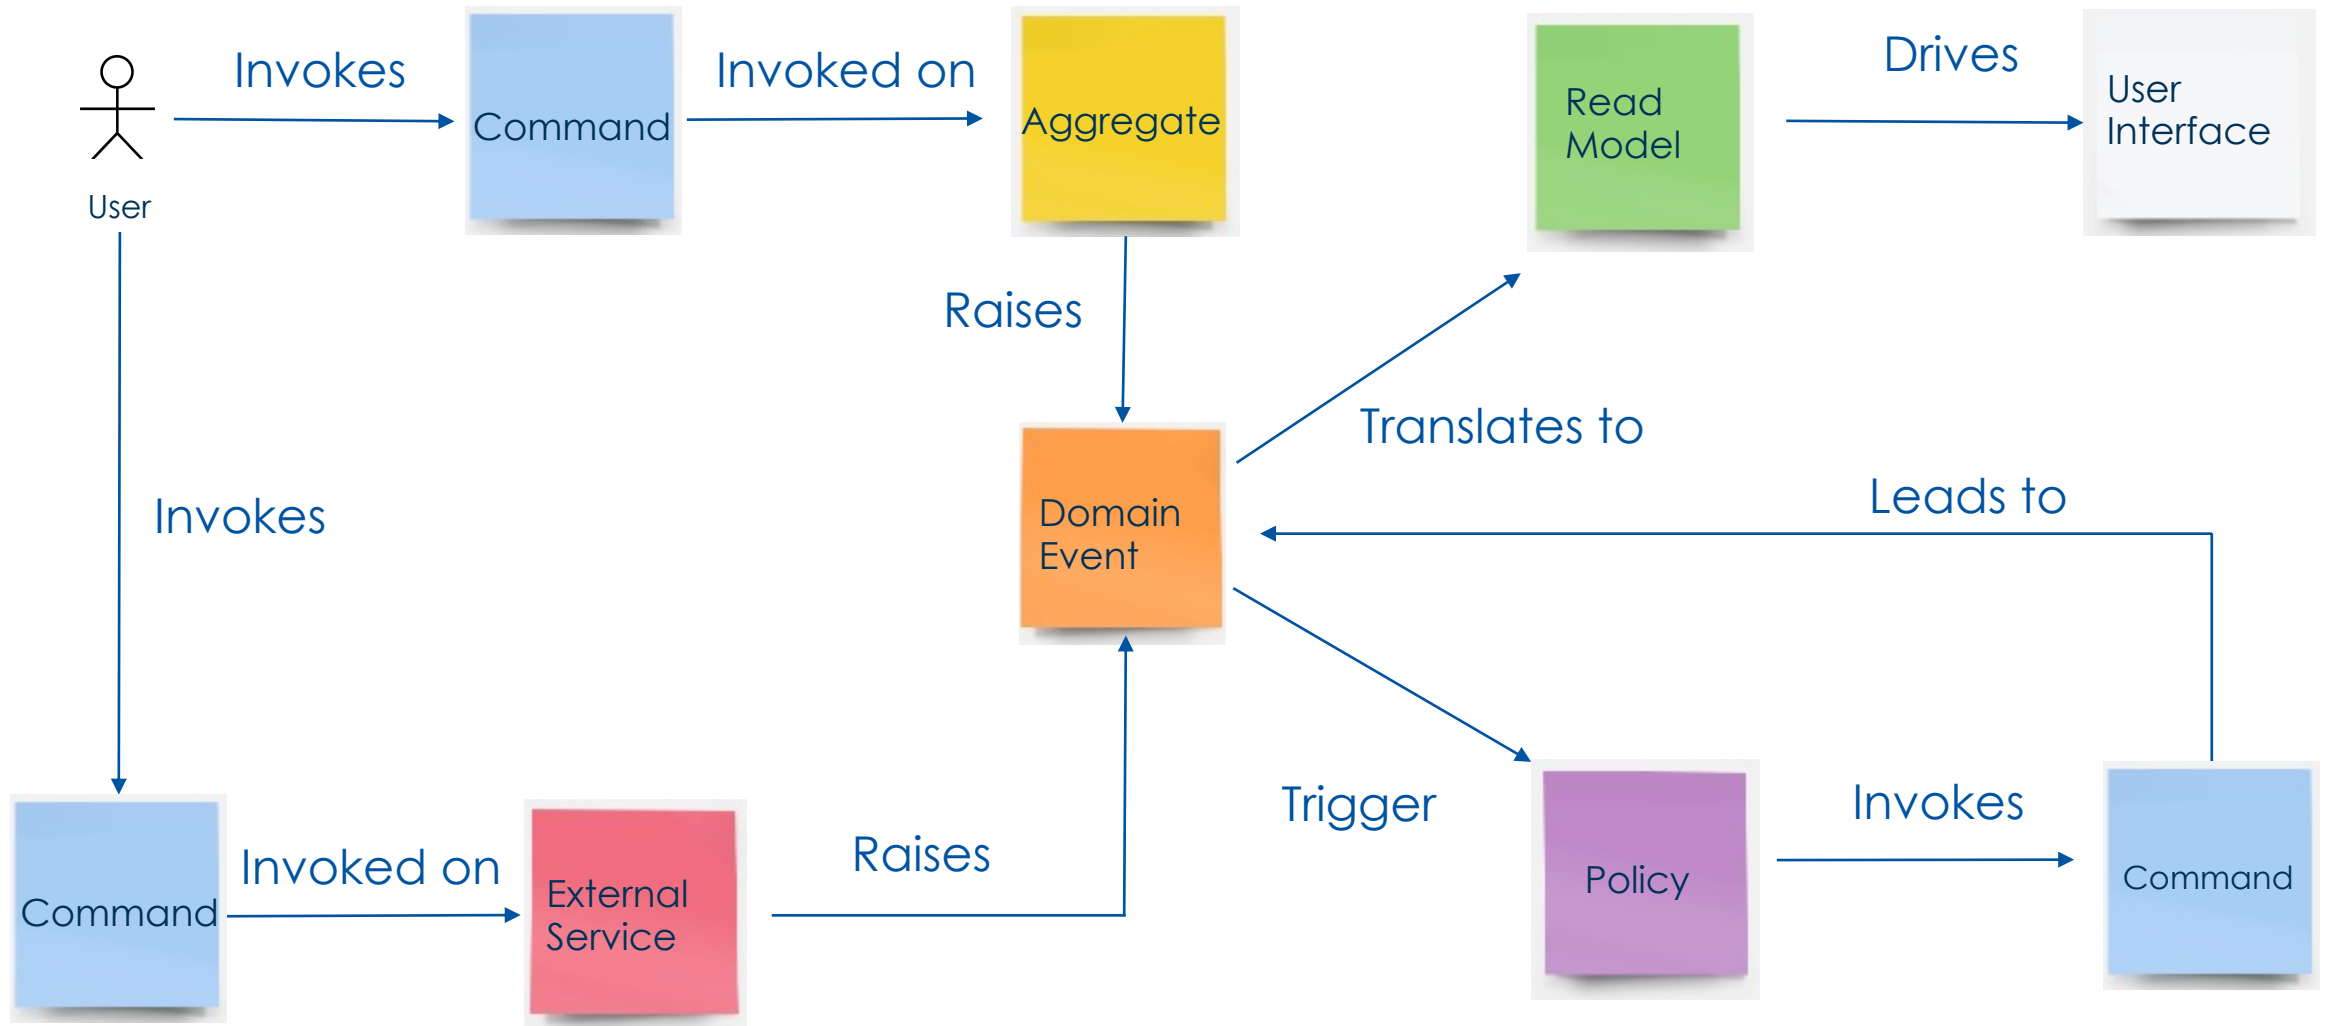 Invokes
Invoked on
Drives
Command
Aggregate
Read
Model
User
Interface
User
Raises
Translates to
Leads to
Invokes
Domain
Event
Trigger
Invokes
Invoked on
Raises
Command
External
Service
Policy
Command